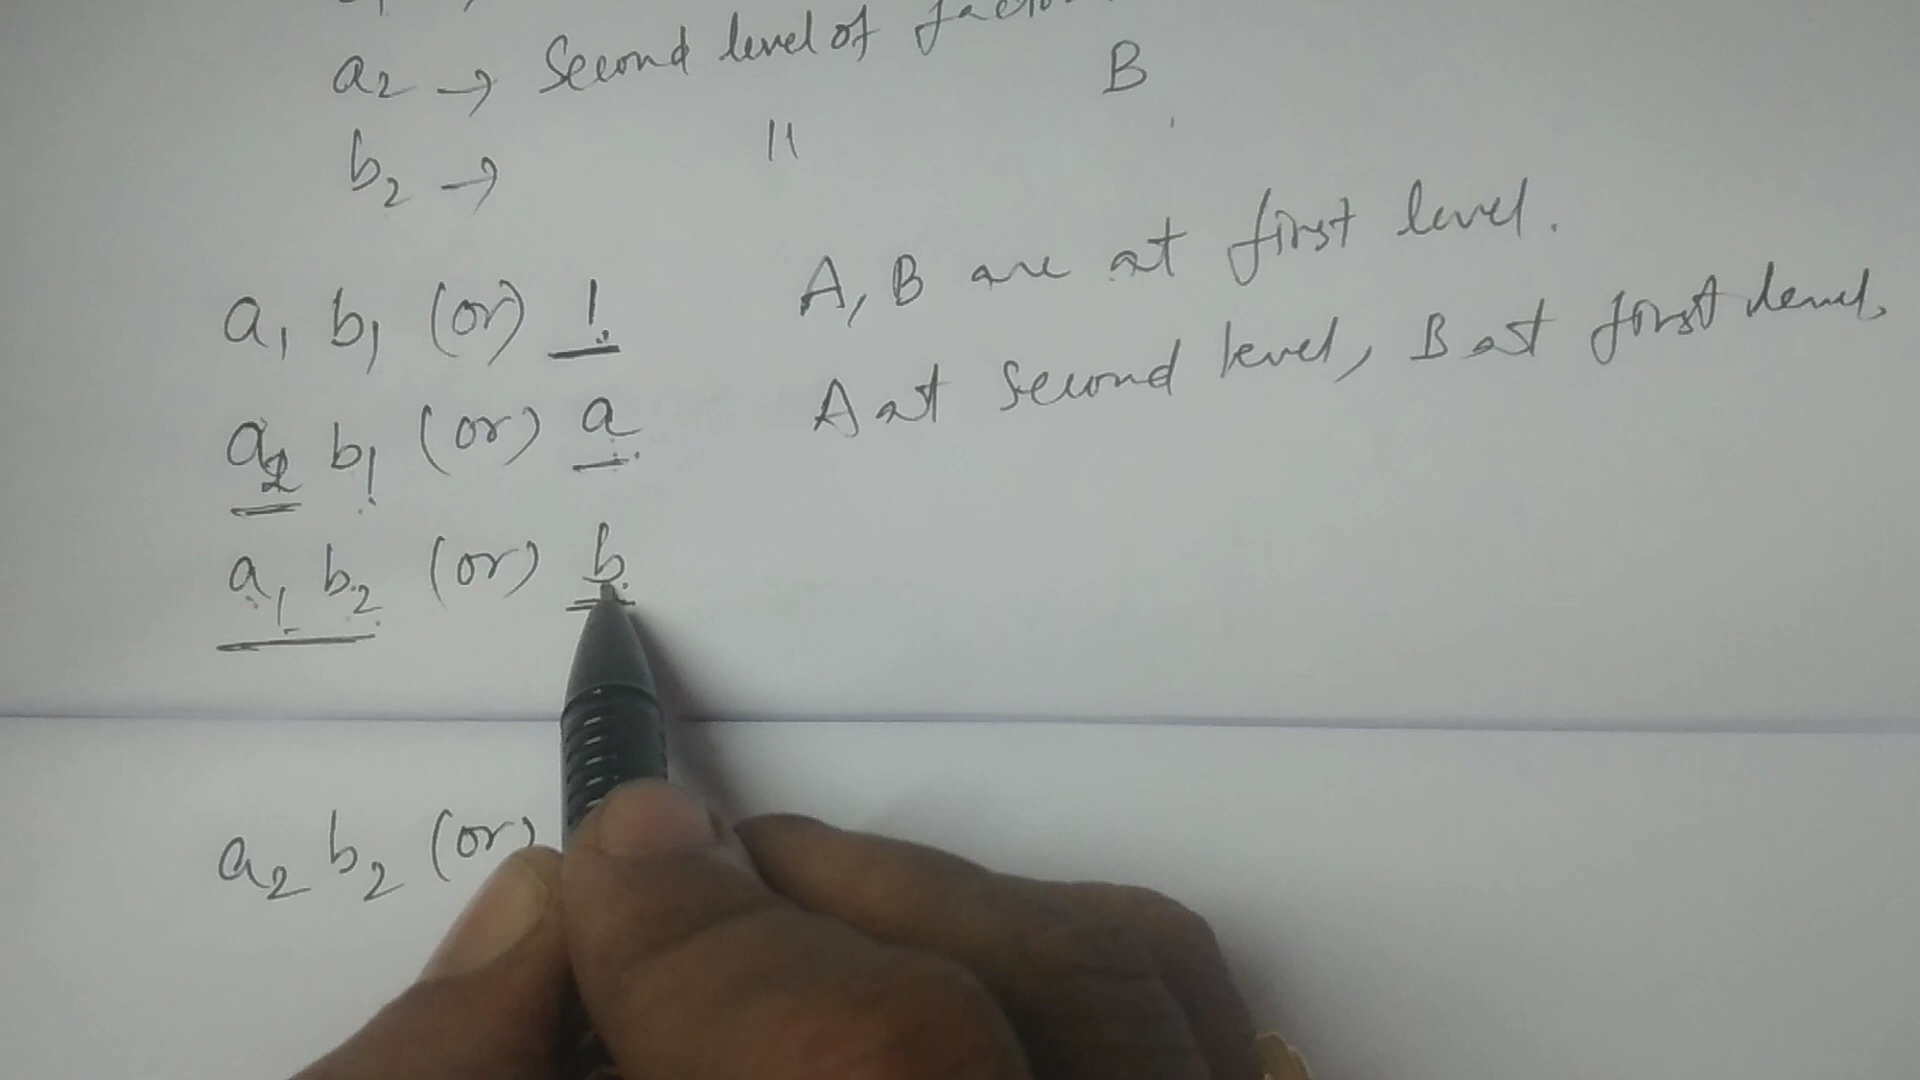 a2 → Second level of
B
b2 → 11
a1 b1 (or) 1. A, B are at first level.
a2 b1 (or) a A at second level, B at first level.
a1 b2 (or) b
a2 b2 (or)